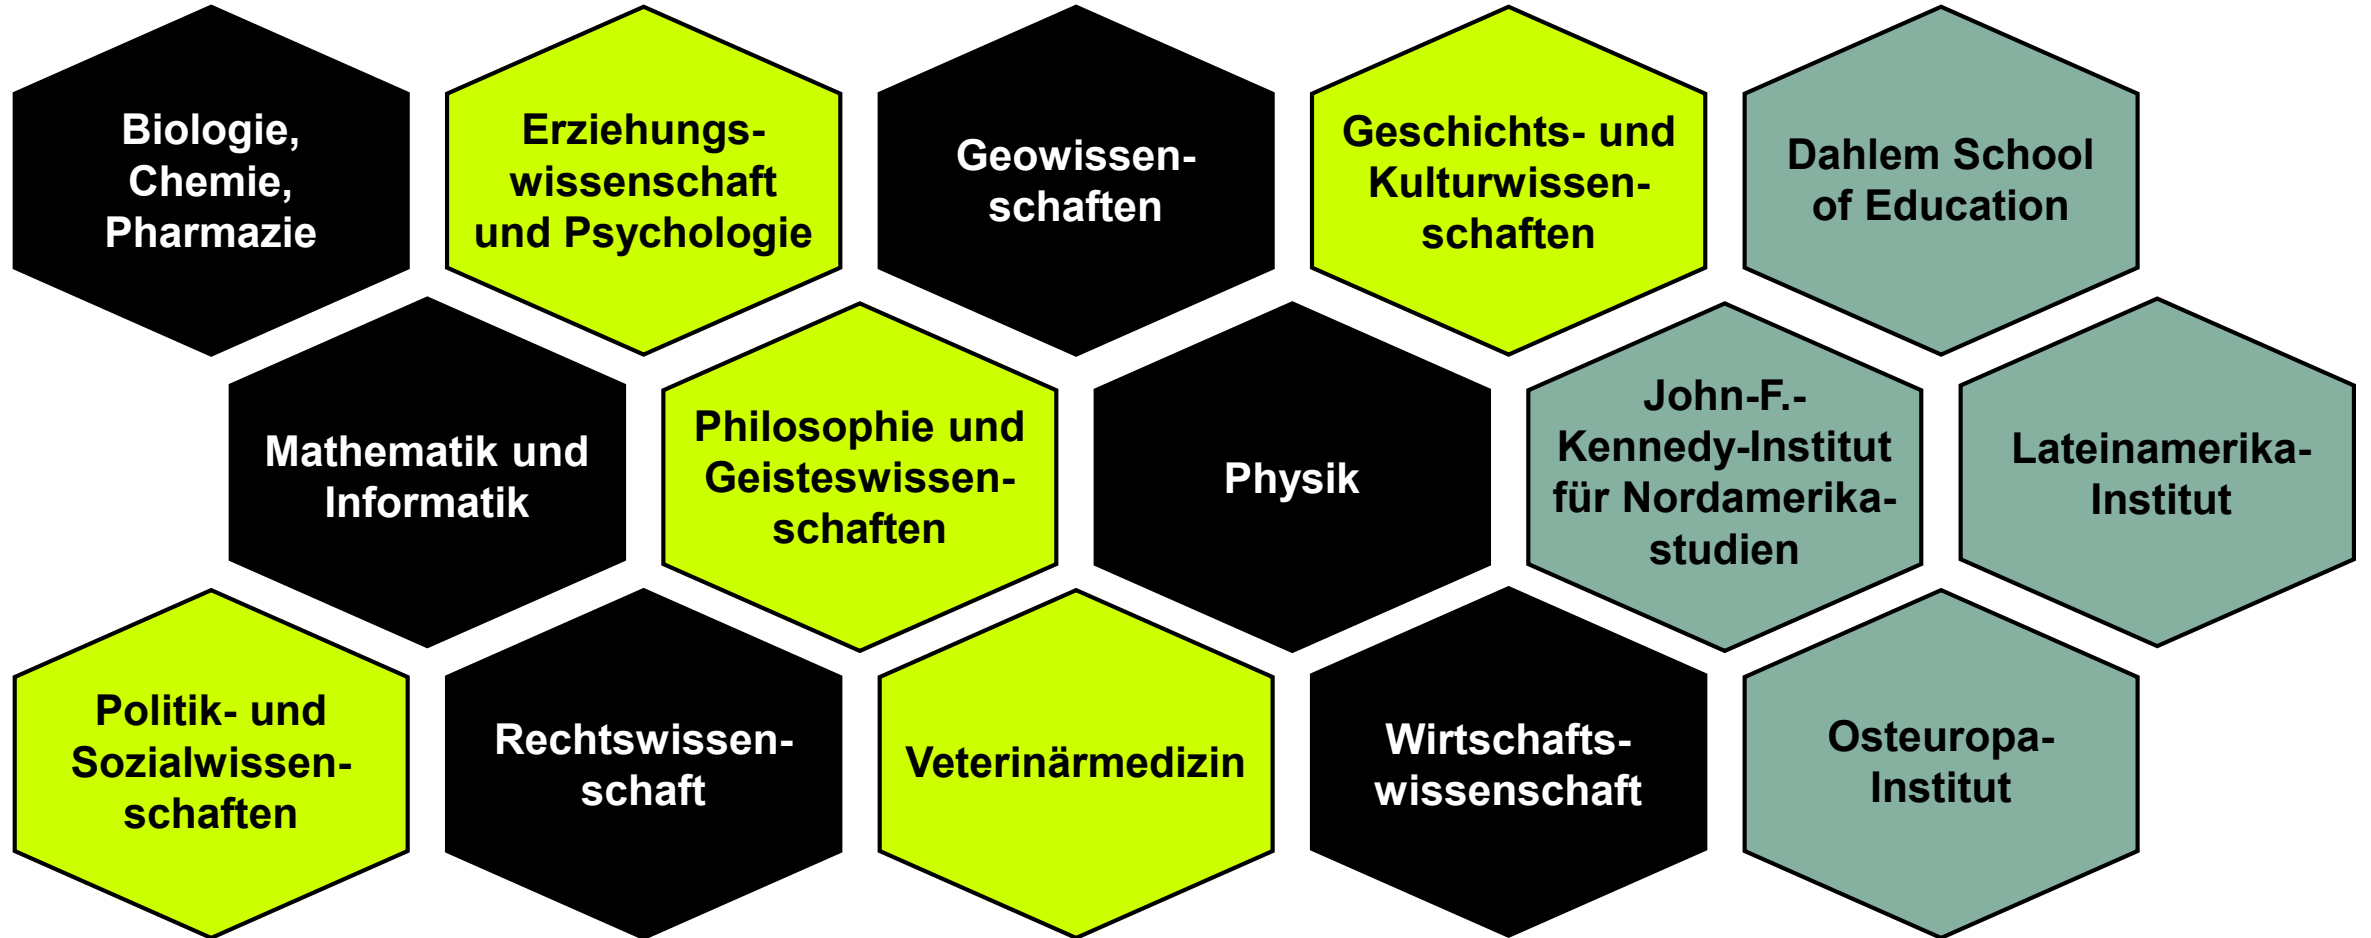 Biologie,
Chemie,
Pharmazie
Erziehungs-
wissenschaft
und Psychologie
Geowissen-
schaften
Geschichts- und
Kulturwissen-
schaften
Dahlem School
of Education
Mathematik und
Informatik
Philosophie und
Geisteswissen-
schaften
Physik
John-F.-
Kennedy-Institut
für Nordamerika-
studien
Lateinamerika-
Institut
Politik- und
Sozialwissen-
schaften
Rechtswissen-
schaft
Veterinärmedizin
Wirtschafts-
wissenschaft
Osteuropa-
Institut